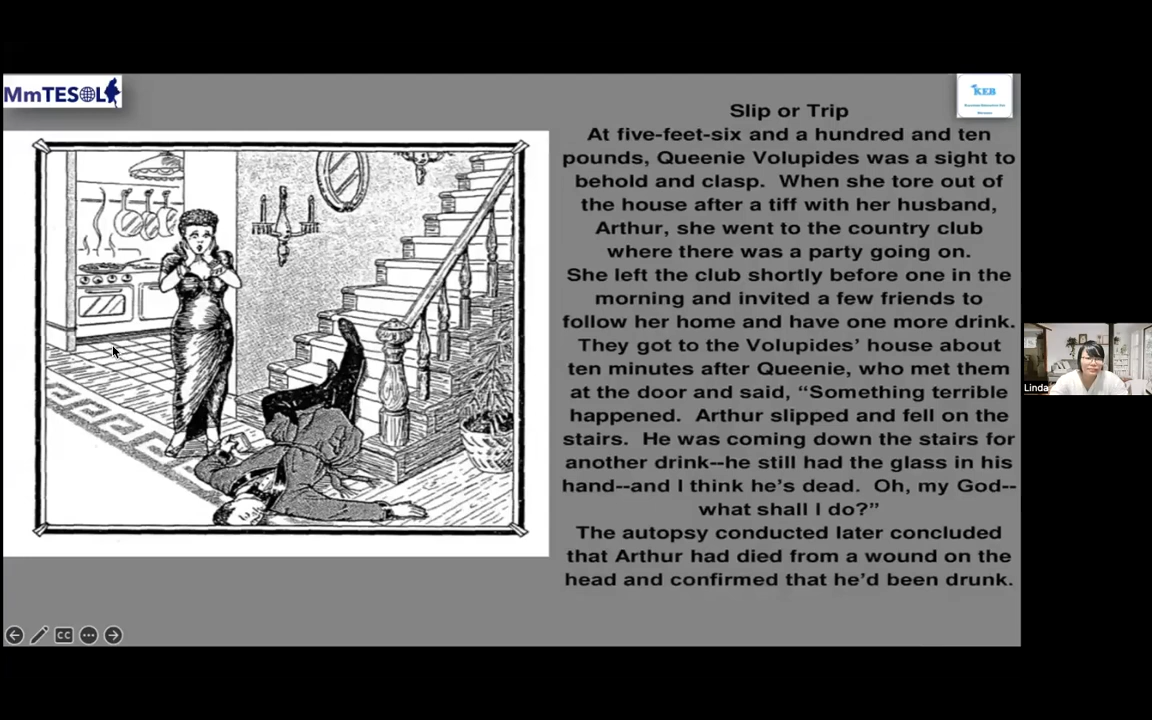 MmTESOL
KEB
Slip or Trip
At five-feet-six and a hundred and ten
pounds, Queenie Volupides was a sight to
behold and clasp. When she tore out of
the house after a tiff with her husband,
Arthur, she went to the country club
where there was a party going on.
She left the club shortly before one in the
morning and invited a few friends to
follow her home and have one more drink.
They got to the Volupides' house about
ten minutes after Queenie, who met them
at the door and said, “Something terrible
happened. Arthur slipped and fell on the
stairs. He was coming down the stairs for
another drink--he still had the glass in his
hand--and I think he's dead. Oh, my God--
what shall I do?”
The autopsy conducted later concluded
that Arthur had died from a wound on the
head and confirmed that he'd been drunk.
Linda
CC